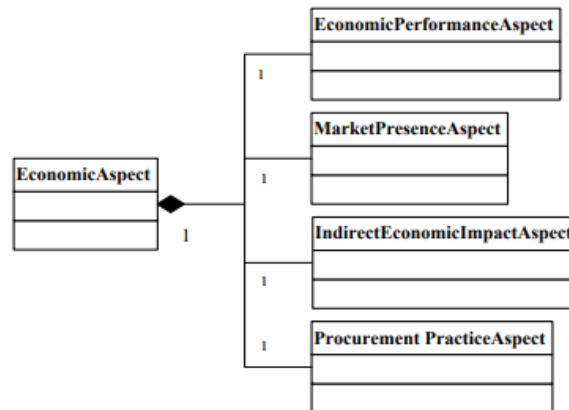 EconomicPerformanceAspect
1
MarketPresenceAspect
EconomicAspect
1
1
IndirectEconomicImpactAspect
1
Procurement PracticeAspect
1